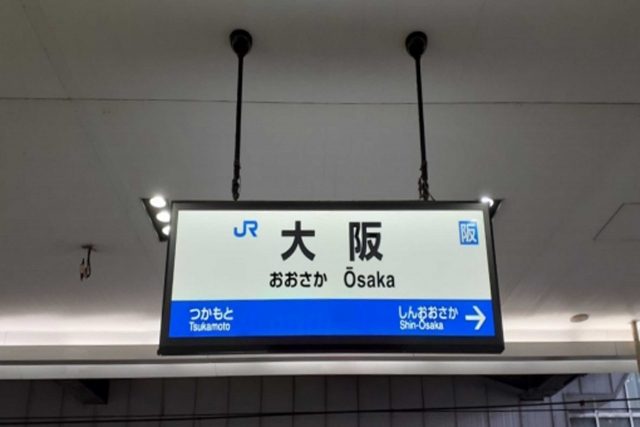 JR 大阪 阪
おおさか Ōsaka
つかもと しんおおさか →
Tsukamoto Shin-Ōsaka